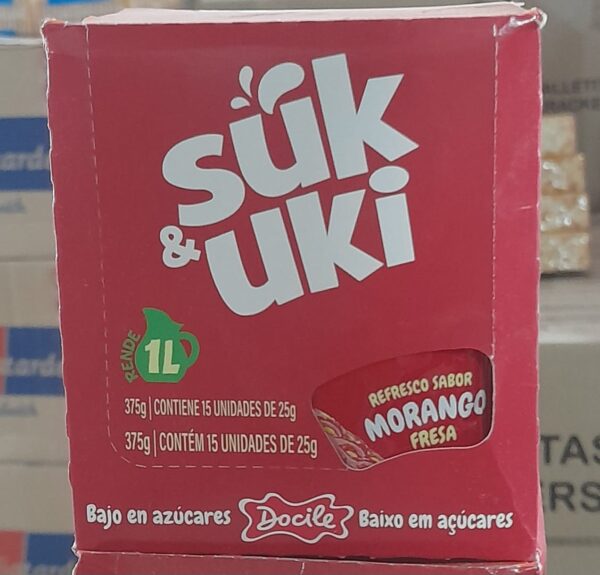 sük
& uki
RENDE
1L
375g | CONTIENE 15 UNIDADES DE 25g
375g | CONTÉM 15 UNIDADES DE 25g
REFRESCO SABOR
MORANGO
FRESA
Bajo en azúcares
Docile
Baixo em açúcares